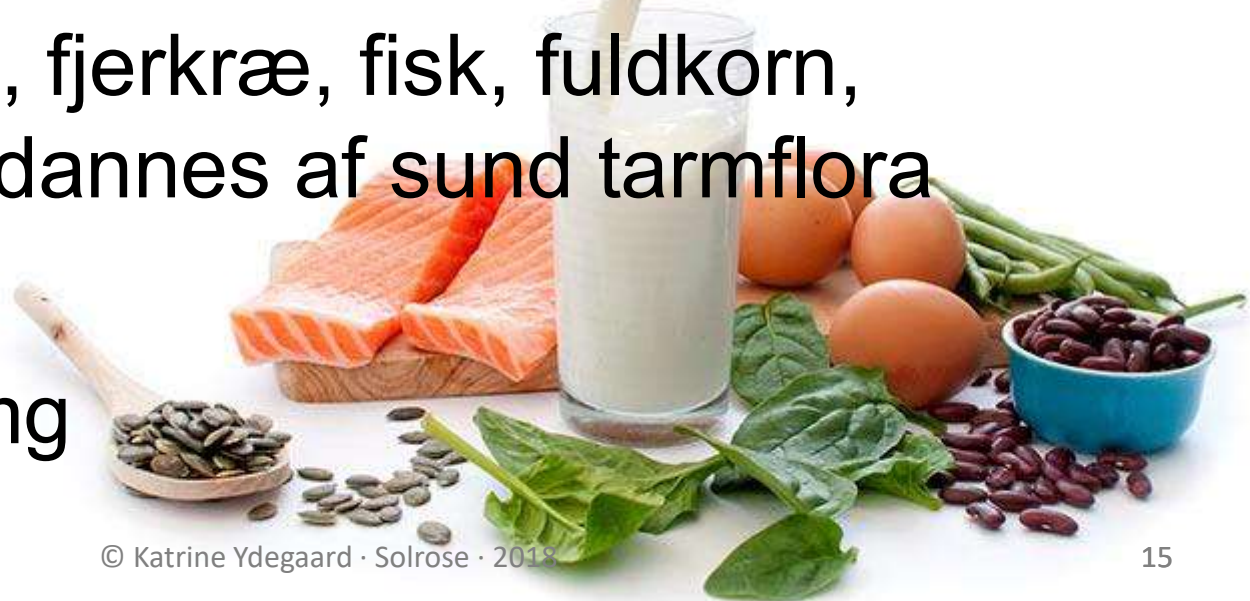 , fjerkræ, fisk, fuldkorn,
dannes af sund tarmflora
ng
© Katrine Ydegaard · Solrose · 2018
15